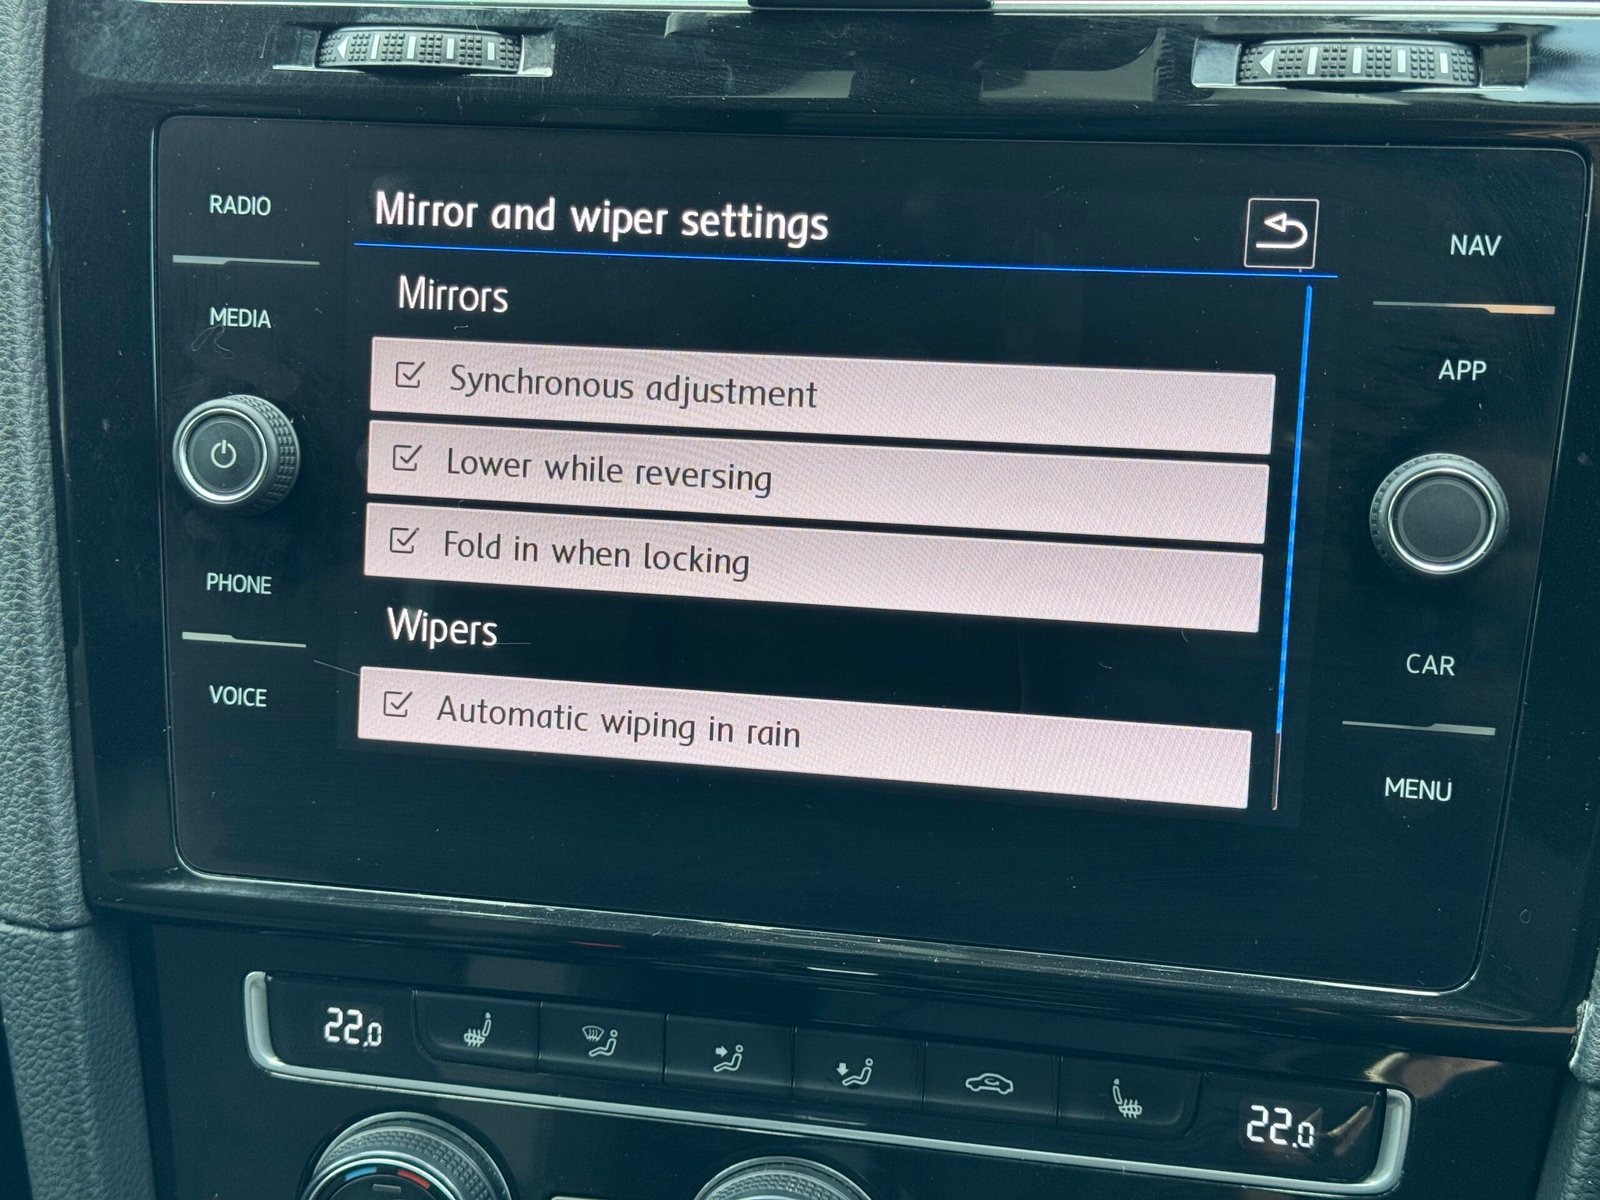 RADIO
MEDIA
PHONE
VOICE
Mirror and wiper settings
Mirrors
Synchronous adjustment
Lower while reversing
Fold in when locking
Wipers
Automatic wiping in rain
NAV
APP
CAR
MENU
22.0
22.0